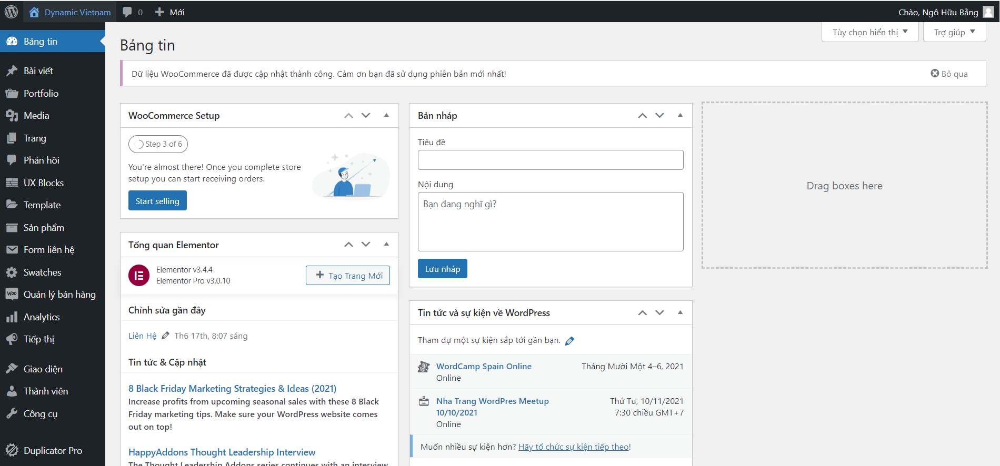 Dynamic Vietnam
0
Mới
Chào, Ngô Hữu Bằng
Bảng tin
Bài viết
Portfolio
Media
Trang
Phản hồi
UX Blocks
Template
Sản phẩm
Form liên hệ
Swatches
Woo
Quản lý bán hàng
Analytics
Tiếp thị
Giao diện
Thành viên
Công cụ
Duplicator Pro
Tùy chọn hiển thị
Trợ giúp
Bảng tin
Dữ liệu WooCommerce đã được cập nhật thành công. Cảm ơn bạn đã sử dụng phiên bản mới nhất!
Bỏ qua
WooCommerce Setup
Step 3 of 6
You're almost there! Once you complete store
setup you can start receiving orders.
Start selling
Tổng quan Elementor
Elementor v3.4.4
Elementor Pro v3.0.10
Tạo Trang Mới
Chỉnh sửa gần đây
Liên Hệ Th6 17th, 8:07 sáng
Tin tức & Cập nhật
8 Black Friday Marketing Strategies & Ideas (2021)
Increase profits from upcoming seasonal sales with these 8 Black
Friday marketing tips. Make sure your WordPress website comes
out on top!
HappyAddons Thought Leadership Interview
The Thought Leadership Addons series continues with an interview
Bản nháp
Tiêu đề
Nội dung
Bạn đang nghĩ gì?
Lưu nháp
Tin tức và sự kiện về WordPress
Tham dự một sự kiện sắp tới gần bạn.
WordCamp Spain Online
Tháng Mười Một 4–6, 2021
Online
Nha Trang WordPres Meetup
10/10/2021
Thứ Tư, 10/11/2021
7:30 chiều GMT+7
Online
Muốn nhiều sự kiện hơn? Hãy tổ chức sự kiện tiếp theo!
Drag boxes here